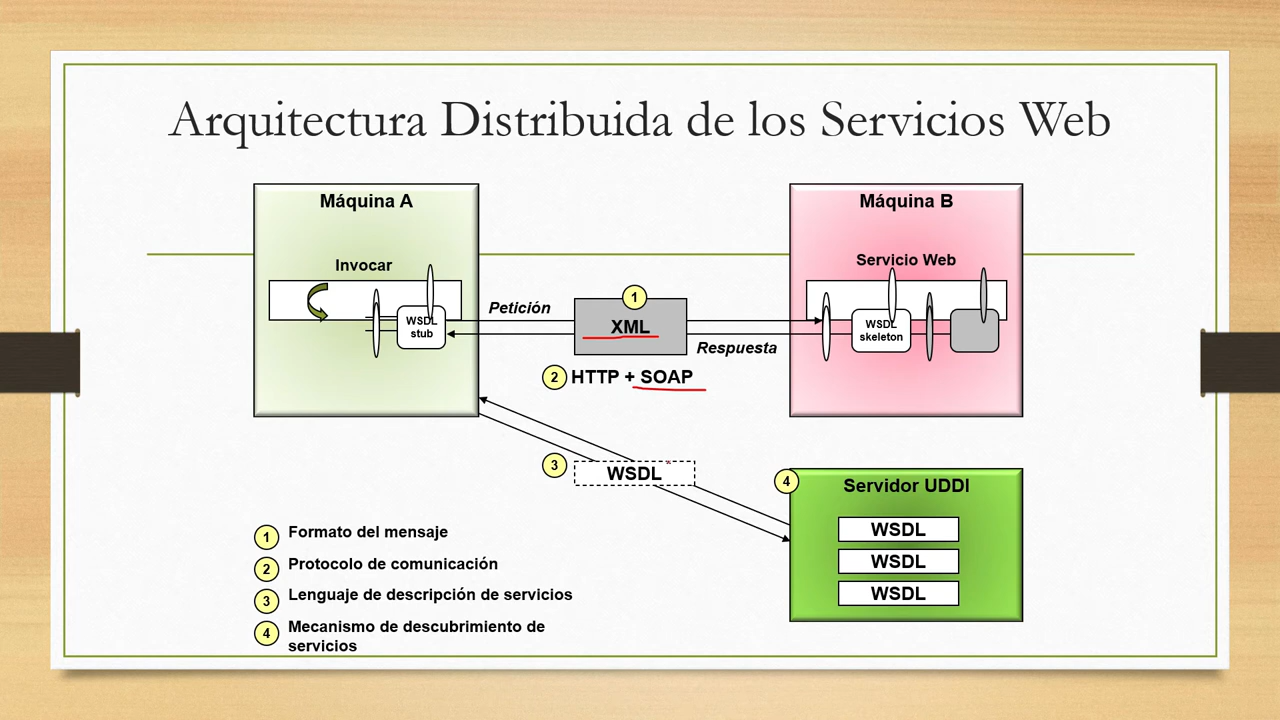 Arquitectura Distribuida de los Servicios Web
Máquina A
Máquina B
Invocar
Servicio Web
WSDL
stub
Petición
1
XML
Respuesta
WSDL
skeleton
2 HTTP + SOAP
3 WSDL
4 Servidor UDDI
WSDL
WSDL
WSDL
1 Formato del mensaje
2 Protocolo de comunicación
3 Lenguaje de descripción de servicios
4 Mecanismo de descubrimiento de
servicios